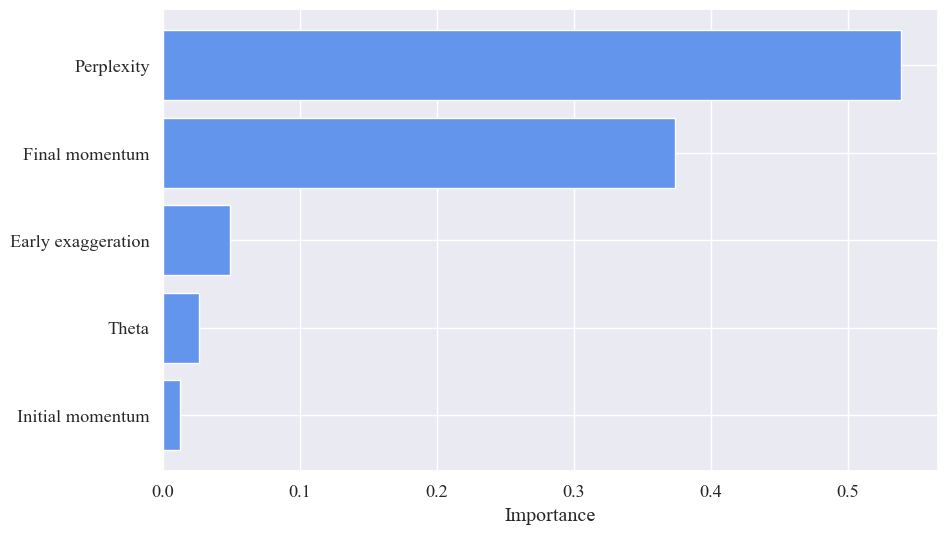 Perplexity
Final momentum
Early exaggeration
Theta
Initial momentum
0.0 0.1 0.2 0.3 0.4 0.5
Importance